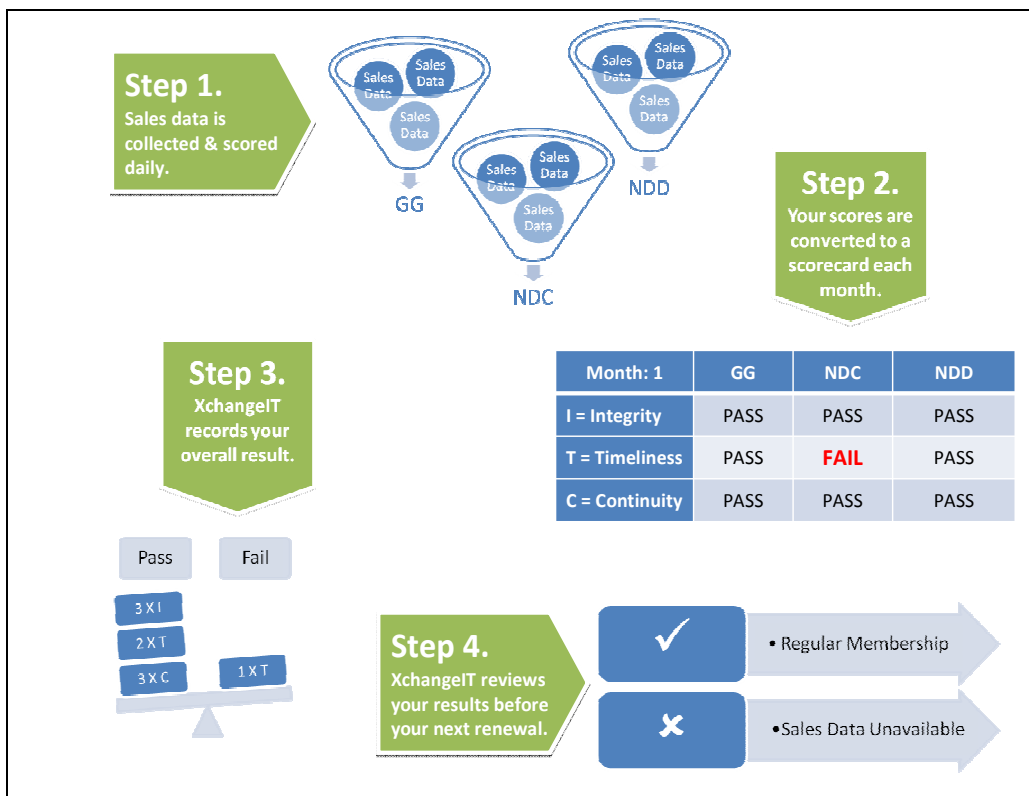 Step 1.
Sales data is
collected & scored
daily.
Sales
Data
Sales
Data
Sales
Data
GG
Sales
Data
Sales
Data
Sales
Data
NDC
Sales
Data
Sales
Data
Sales
Data
NDD
Step 2.
Your scores are
converted to a
scorecard each
month.
Month: 1 GG NDC NDD
I = Integrity PASS PASS PASS
T = Timeliness PASS FAIL PASS
C = Continuity PASS PASS PASS
Step 3.
XchangeIT
records your
overall result.
Pass Fail
3 X I
2 X T
3 X C 1 X T
Step 4.
XchangeIT reviews
your results before
your next renewal.
• Regular Membership
•Sales Data Unavailable